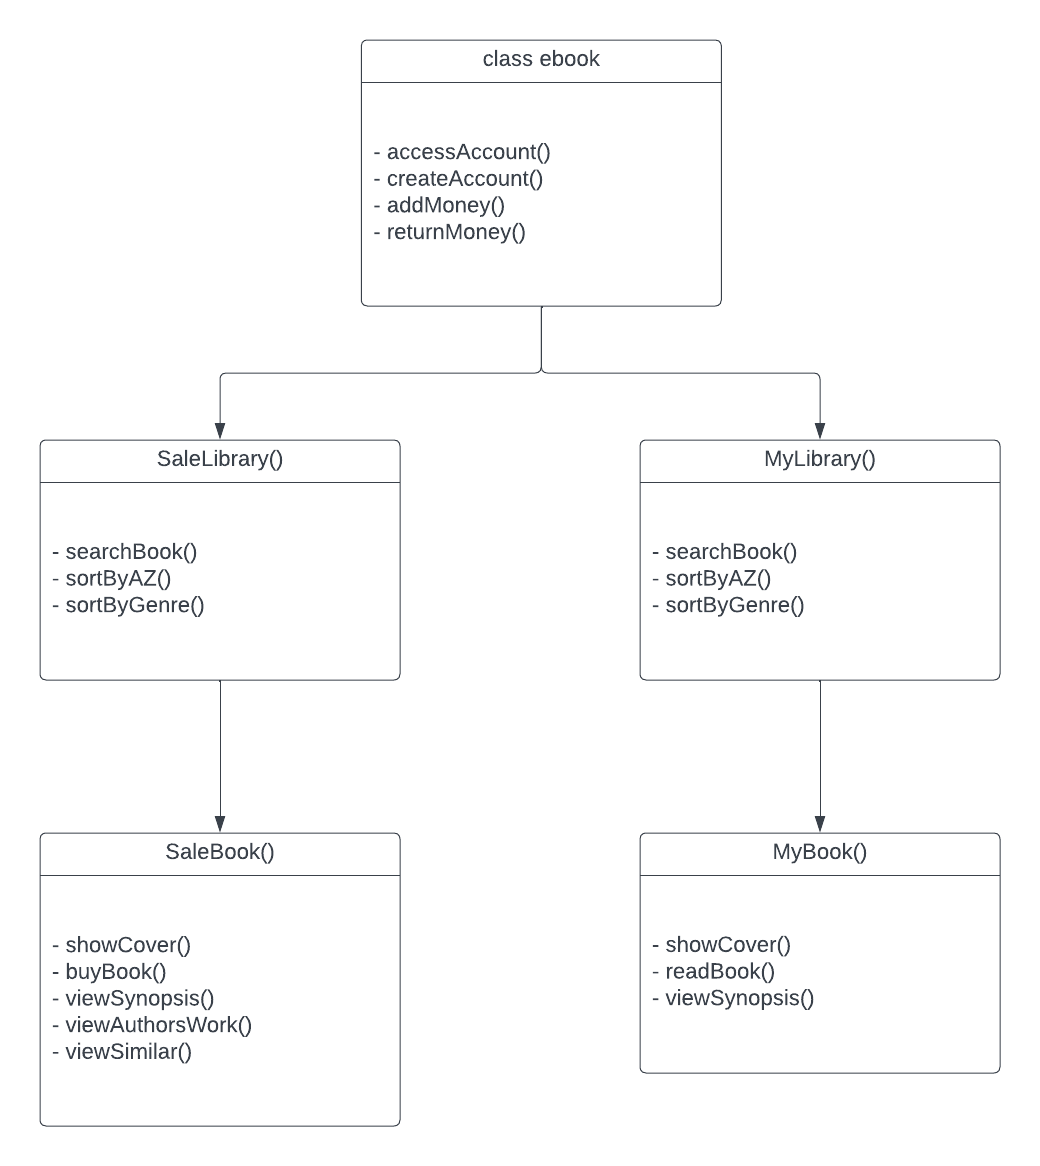 class ebook
- accessAccount()
- createAccount()
- addMoney()
- returnMoney()
SaleLibrary()
- searchBook()
- sortByAZ()
- sortByGenre()
MyLibrary()
- searchBook()
- sortByAZ()
- sortByGenre()
SaleBook()
- showCover()
- buyBook()
- viewSynopsis()
- viewAuthorsWork()
- viewSimilar()
MyBook()
- showCover()
- readBook()
- viewSynopsis()